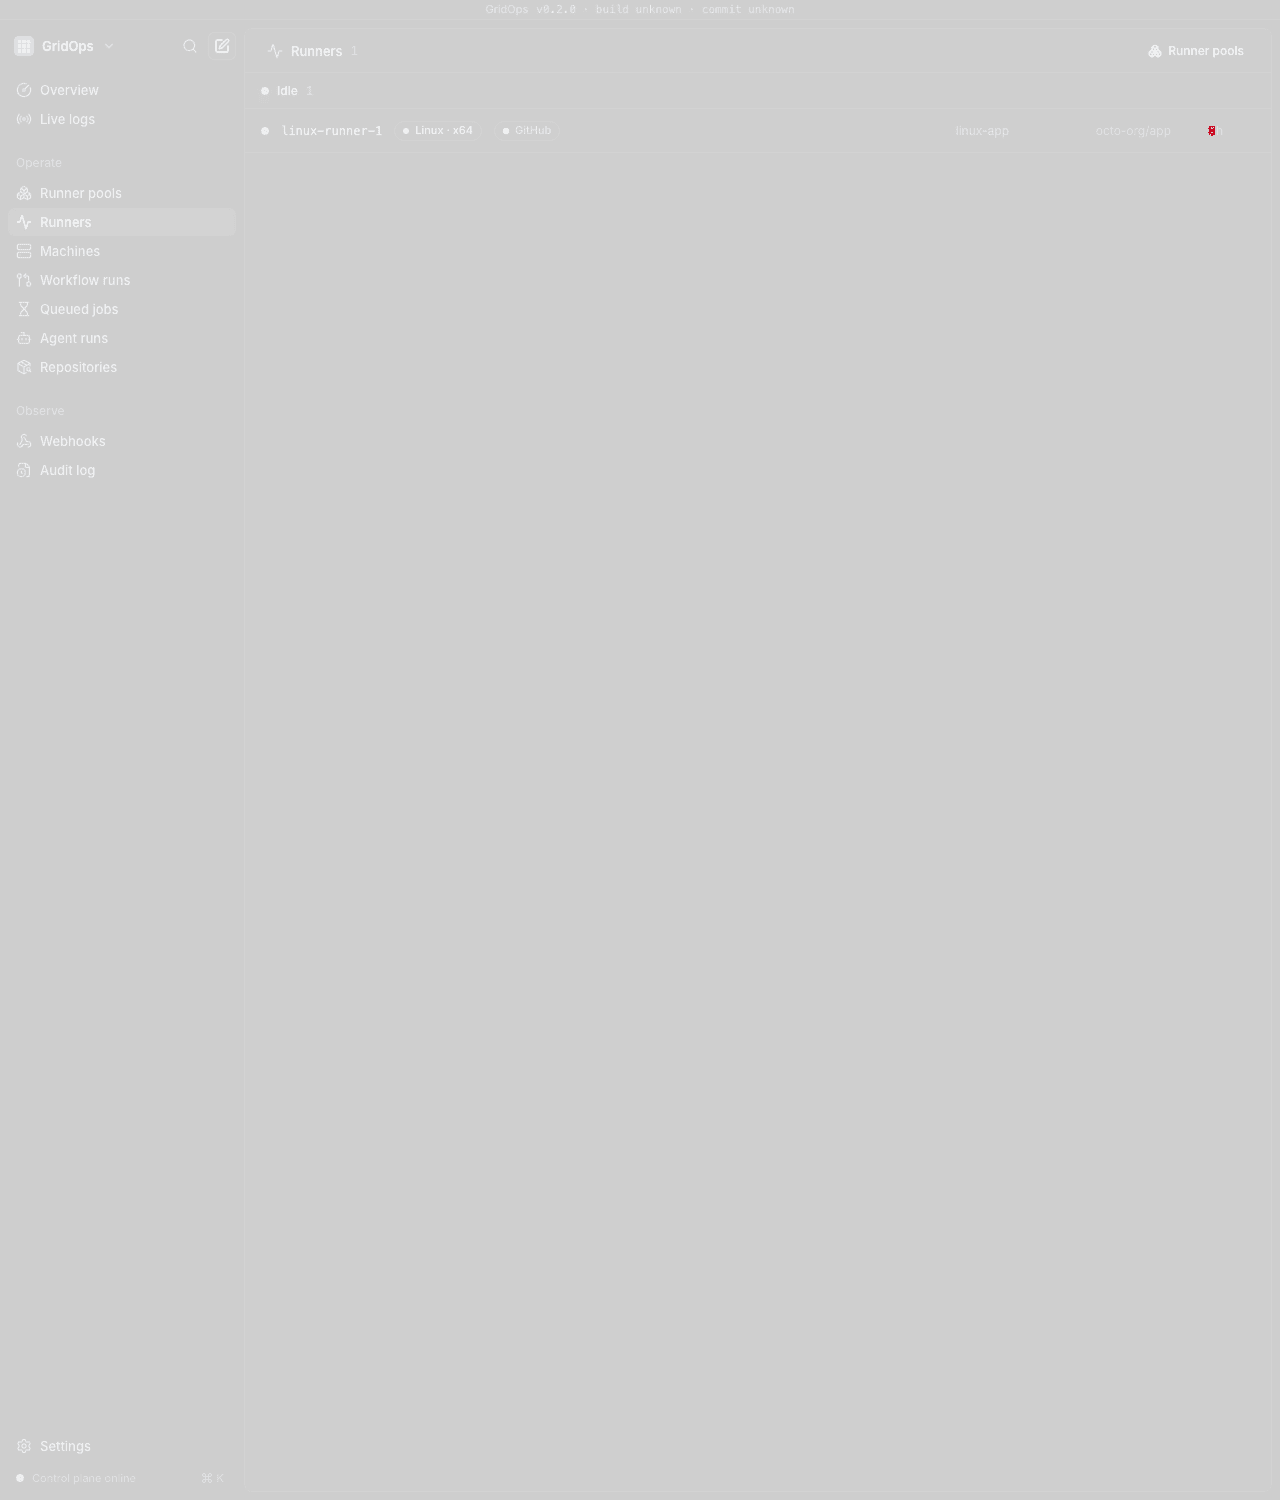 GridOps v0.2.0 · build unknown · commit unknown
GridOps
Overview
Live logs
Operate
Runner pools
Runners
Machines
Workflow runs
Queued jobs
Agent runs
Repositories
Observe
Webhooks
Audit log
Settings
Control plane online ⌘ K
Runners 1
Runner pools
Idle 1
linux-runner-1 Linux · x64 GitHub linux-app octo-org/app